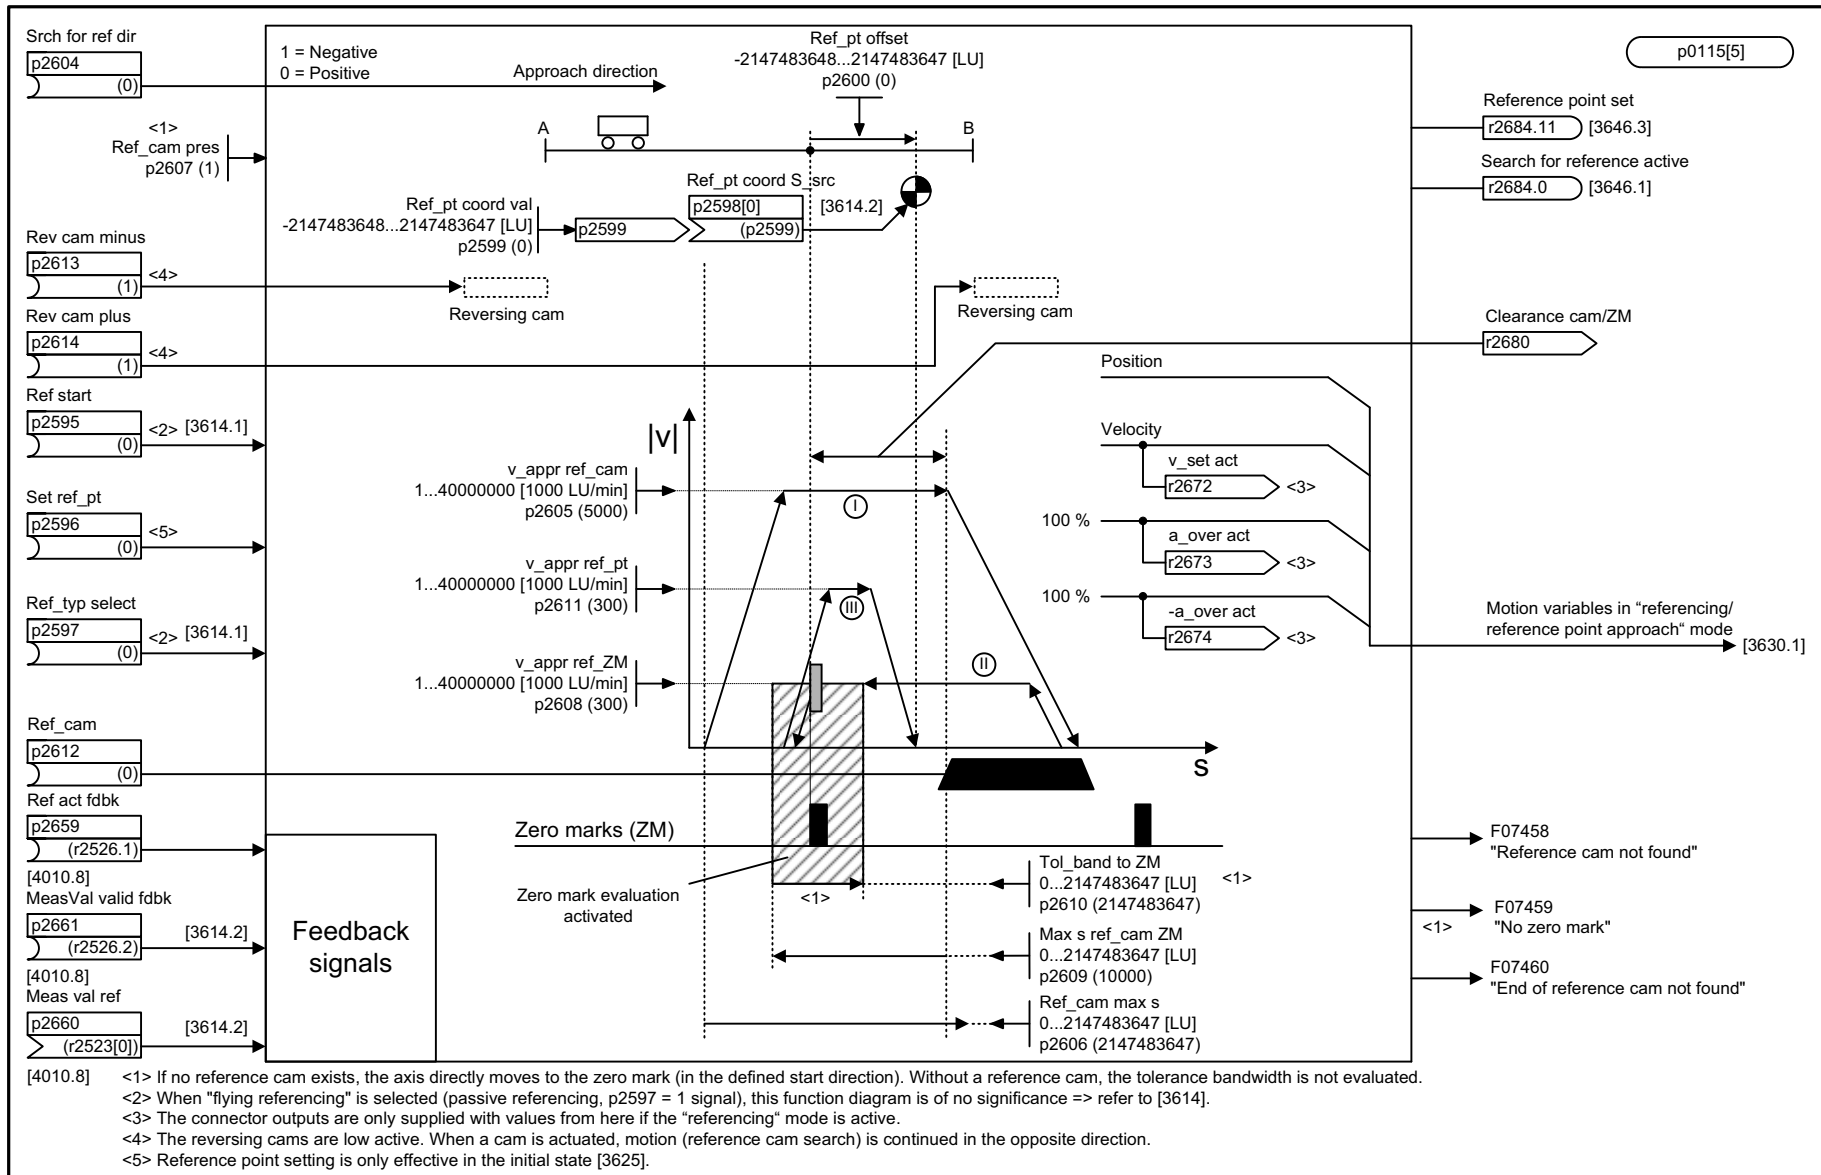 Srch for ref dir
p2604
(0)
1 = Negative
0 = Positive
Approach direction
Ref_pt offset
-2147483648...2147483647 [LU]
p2600 (0)
p0115[5]
<1>
Ref_cam pres
p2607 (1)
A
B
Reference point set
r2684.11
[3646.3]
Search for reference active
r2684.0
[3646.1]
Ref_pt coord val
-2147483648...2147483647 [LU]
p2599 (0)
p2599
Ref_pt coord S_src
p2598[0]
(p2599)
[3614.2]
Rev cam minus
p2613
(1)
<4>
Reversing cam
Reversing cam
Rev cam plus
p2614
(1)
<4>
Clearance cam/ZM
r2680
Position
Ref start
p2595
(0)
<2> [3614.1]
|v|
Velocity
v_set act
r2672
<3>
v_appr ref_cam
1...40000000 [1000 LU/min]
p2605 (5000)
I
Set ref_pt
p2596
(0)
<5>
100 %
a_over act
r2673
<3>
v_appr ref_pt
1...40000000 [1000 LU/min]
p2611 (300)
III
Ref_typ select
p2597
(0)
<2> [3614.1]
100 %
-a_over act
r2674
<3>
Motion variables in “referencing/
reference point approach“ mode
[3630.1]
v_appr ref_ZM
1...40000000 [1000 LU/min]
p2608 (300)
II
Ref_cam
p2612
(0)
s
Ref act fdbk
p2659
(r2526.1)
[4010.8]
Zero marks (ZM)
Zero mark evaluation
activated
<1>
Tol_band to ZM
0...2147483647 [LU]
p2610 (2147483647)
<1>
F07458
"Reference cam not found"
MeasVal valid fdbk
p2661
(r2526.2)
[3614.2]
[4010.8]
Feedback
signals
Max s ref_cam ZM
0...2147483647 [LU]
p2609 (10000)
<1>
F07459
"No zero mark"
F07460
"End of reference cam not found"
Meas val ref
p2660
(r2523[0])
[3614.2]
[4010.8]
Ref_cam max s
0...2147483647 [LU]
p2606 (2147483647)
<1> If no reference cam exists, the axis directly moves to the zero mark (in the defined start direction). Without a reference cam, the tolerance bandwidth is not evaluated.
<2> When "flying referencing" is selected (passive referencing, p2597 = 1 signal), this function diagram is of no significance => refer to [3614].
<3> The connector outputs are only supplied with values from here if the “referencing“ mode is active.
<4> The reversing cams are low active. When a cam is actuated, motion (reference cam search) is continued in the opposite direction.
<5> Reference point setting is only effective in the initial state [3625].